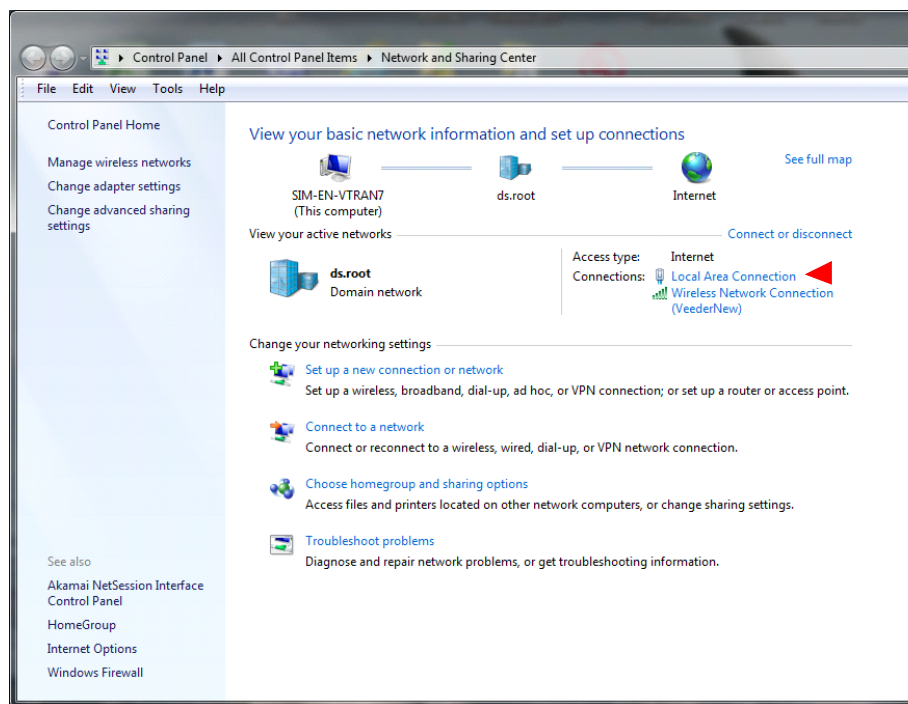 Control Panel ▸ All Control Panel Items ▸ Network and Sharing Center
File Edit View Tools Help
Control Panel Home
Manage wireless networks
Change adapter settings
Change advanced sharing
settings
See also
Akamai NetSession Interface
Control Panel
HomeGroup
Internet Options
Windows Firewall
View your basic network information and set up connections
See full map
SIM-EN-VTRAN7
(This computer)
ds.root
Internet
View your active networks
Connect or disconnect
ds.root
Domain network
Access type: Internet
Connections: Local Area Connection
Wireless Network Connection
(VeederNew)
Change your networking settings
Set up a new connection or network
Set up a wireless, broadband, dial-up, ad hoc, or VPN connection; or set up a router or access point.
Connect to a network
Connect or reconnect to a wireless, wired, dial-up, or VPN network connection.
Choose homegroup and sharing options
Access files and printers located on other network computers, or change sharing settings.
Troubleshoot problems
Diagnose and repair network problems, or get troubleshooting information.